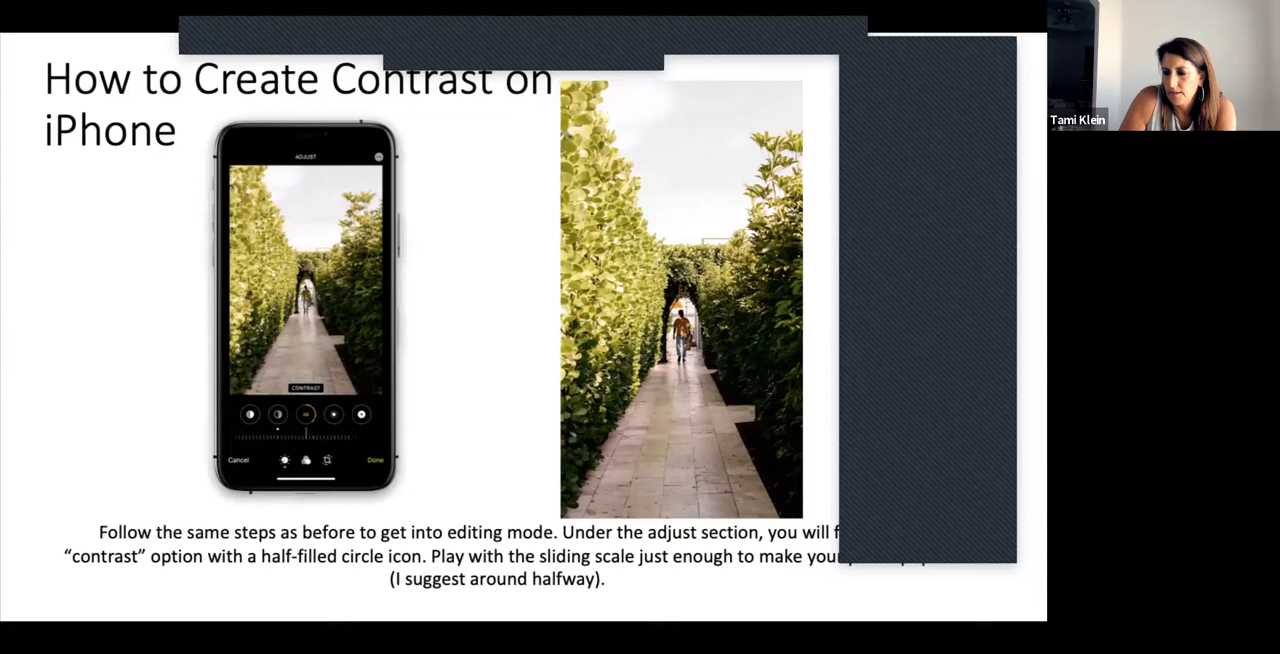 How to Create Contrast on
iPhone
ADJUST
CONTRAST
Cancel
Done
Follow the same steps as before to get into editing mode. Under the adjust section, you will
“contrast” option with a half-filled circle icon. Play with the sliding scale just enough to make
(I suggest around halfway).
Tami Klein